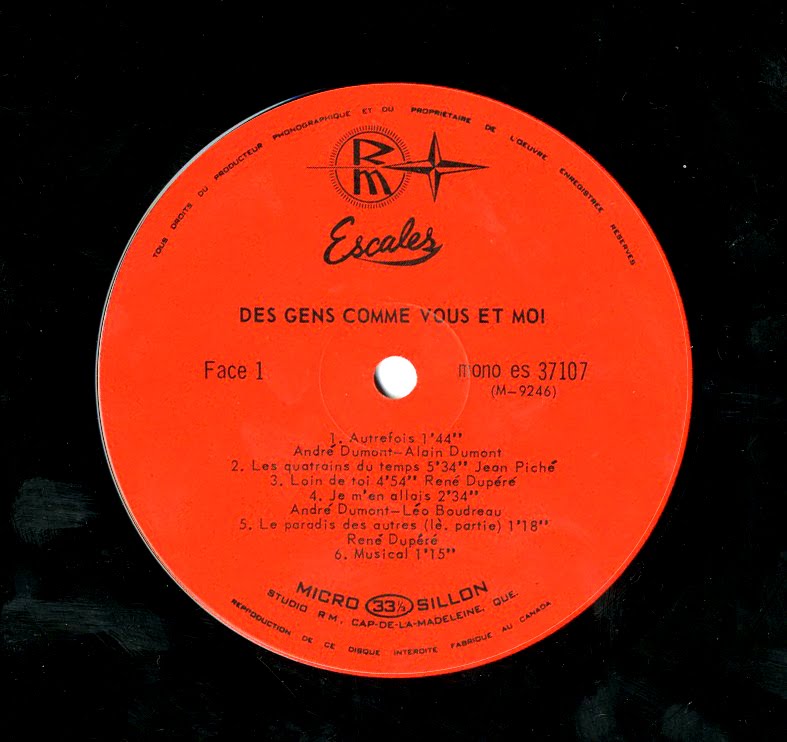 TOUS DROITS DU PRODUCTEUR PHONOGRAPHIQUE ET DU PROPRIÉTAIRE DE L'OEUVRE ENREGISTRÉE RÉSERVÉS
RM
Escales
DES GENS COMME VOUS ET MOI
Face 1 mono es 37107
(M-9246)
1. Autrefois 1'44"
André Dumont-Alain Dumont
2. Les quatrains du temps 5'34" Jean Piché
3. Loin de toi 4'54" René Dupéré
4. Je m'en allais 2'34"
André Dumont-Léo Boudreau
5. Le paradis des autres (1è. partie) 1'18"
René Dupéré
6. Musical 1'15"
MICRO 33⅓ SILLON
STUDIO RM, CAP-DE-LA-MADELEINE, QUE.
REPRODUCTION DE CE DISQUE INTERDITE FABRIQUE AU CANADA